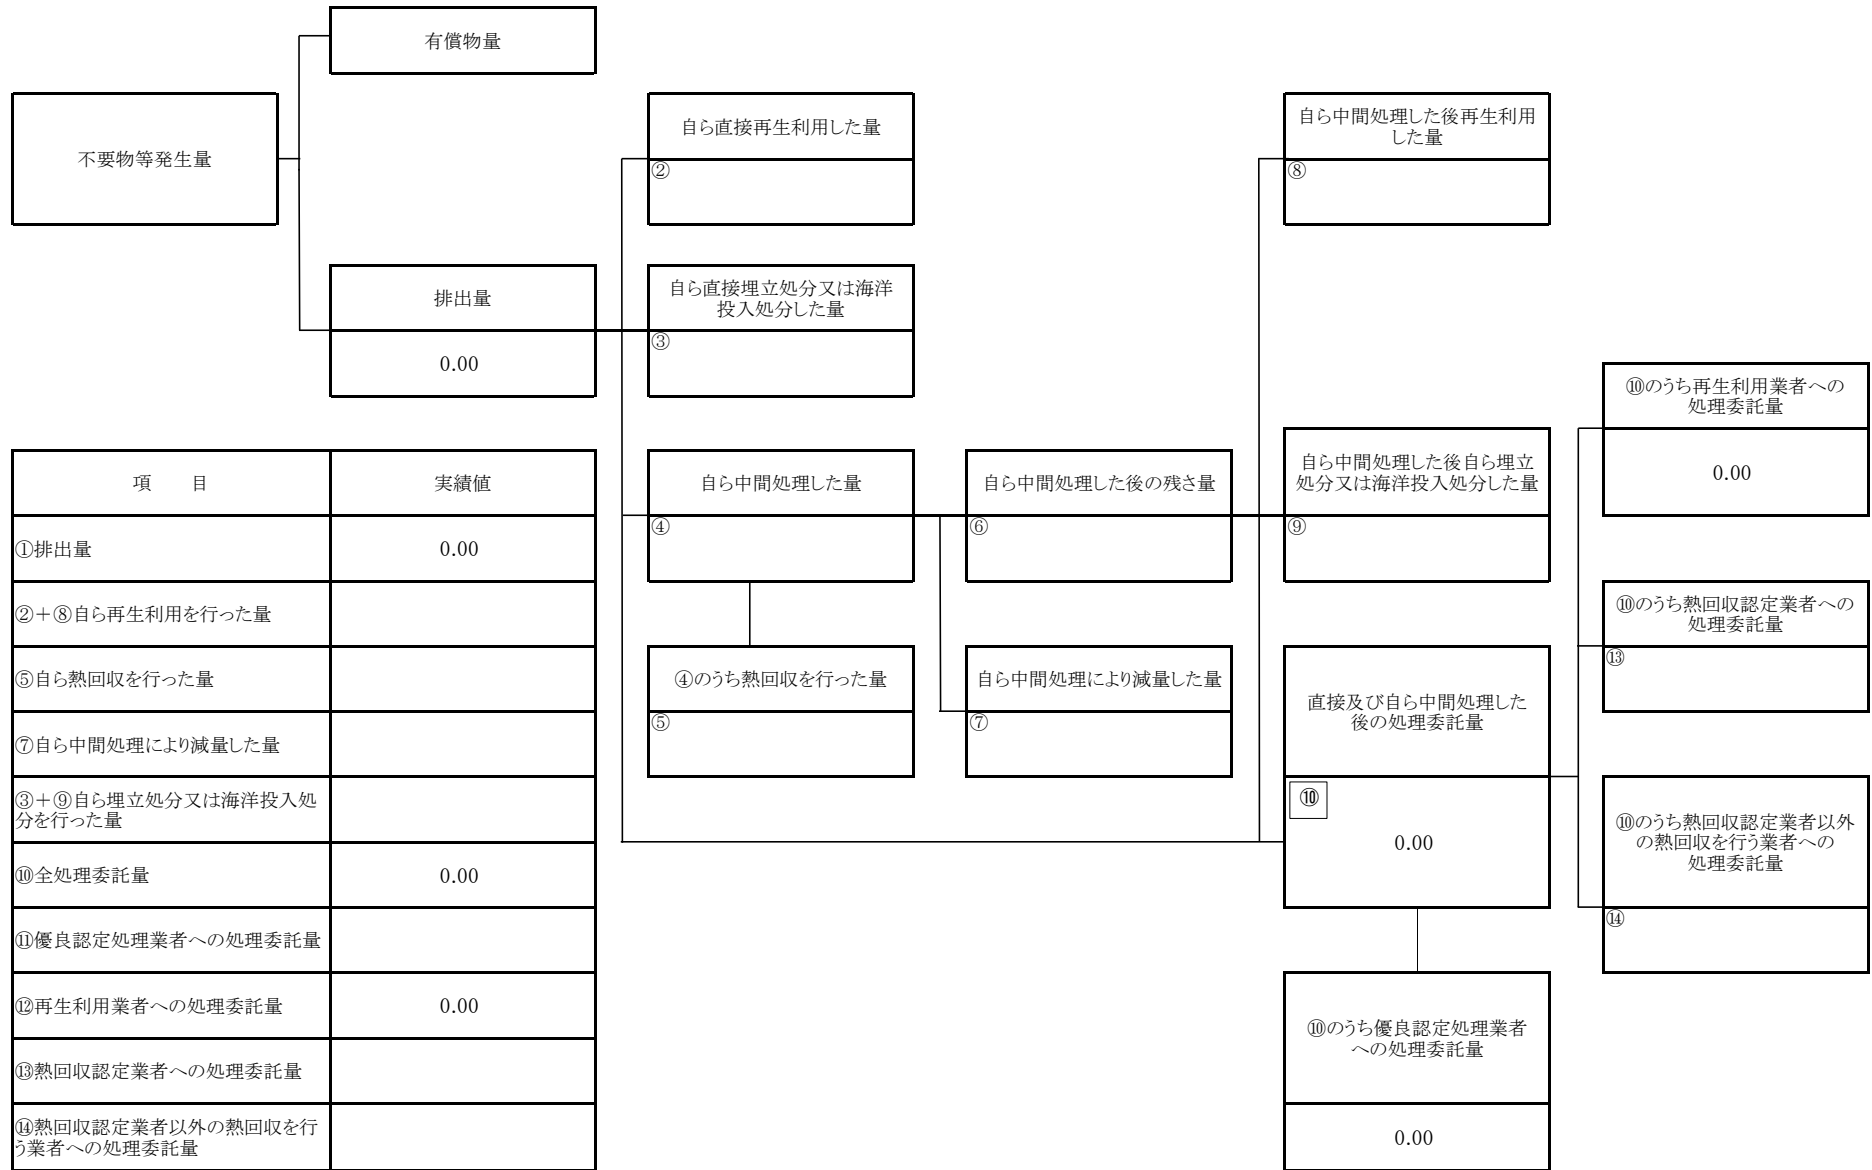 有償物量
不要物等発生量
自ら直接再生利用した量
②
自ら中間処理した後再生利用
した量
⑧
排出量
0.00
自ら直接埋立処分又は海洋
投入処分した量
③
⑩のうち再生利用業者への
処理委託量
0.00
項　目
実績値
①排出量
0.00
②＋⑧自ら再生利用を行った量
⑤自ら熱回収を行った量
⑦自ら中間処理により減量した量
③＋⑨自ら埋立処分又は海洋投入処
分を行った量
⑩全処理委託量
0.00
⑪優良認定処理業者への処理委託量
⑫再生利用業者への処理委託量
0.00
⑬熱回収認定業者への処理委託量
⑭熱回収認定業者以外の熱回収を行
う業者への処理委託量
自ら中間処理した量
④
自ら中間処理した後の残さ量
⑥
自ら中間処理した後自ら埋立
処分又は海洋投入処分した量
⑨
④のうち熱回収を行った量
⑤
自ら中間処理により減量した量
⑦
直接及び自ら中間処理した
後の処理委託量
⑩
0.00
⑩のうち熱回収認定業者への
処理委託量
⑬
⑩のうち熱回収認定業者以外
の熱回収を行う業者への
処理委託量
⑭
⑩のうち優良認定処理業者
への処理委託量
0.00